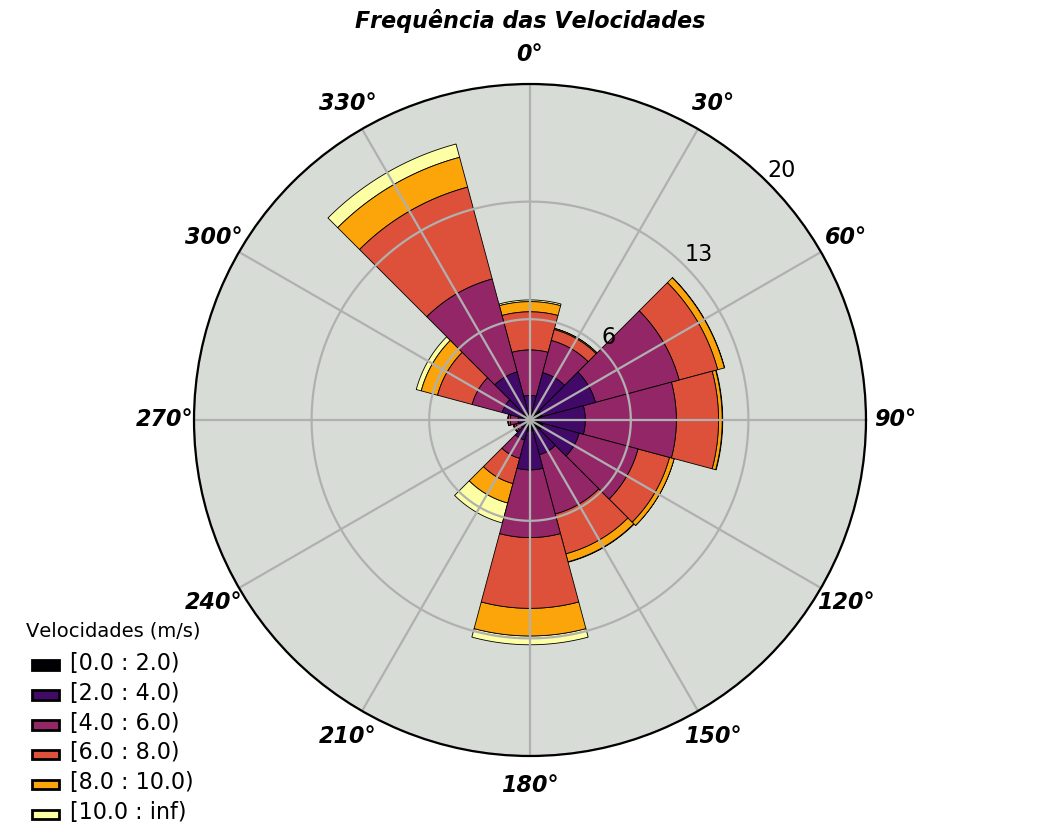 Frequência das Velocidades
0°
330°
30°
20
300°
60°
13
6
270°
90°
240°
120°
210°
150°
180°
Velocidades (m/s)
[0.0 : 2.0)
[2.0 : 4.0)
[4.0 : 6.0)
[6.0 : 8.0)
[8.0 : 10.0)
[10.0 : inf)